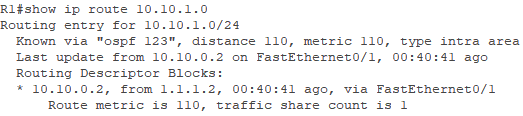 R1#show ip route 10.10.1.0
Routing entry for 10.10.1.0/24
Known via "ospf 123", distance 110, metric 110, type intra area
Last update from 10.10.0.2 on FastEthernet0/1, 00:40:41 ago
Routing Descriptor Blocks:
* 10.10.0.2, from 1.1.1.2, 00:40:41 ago, via FastEthernet0/1
Route metric is 110, traffic share count is 1